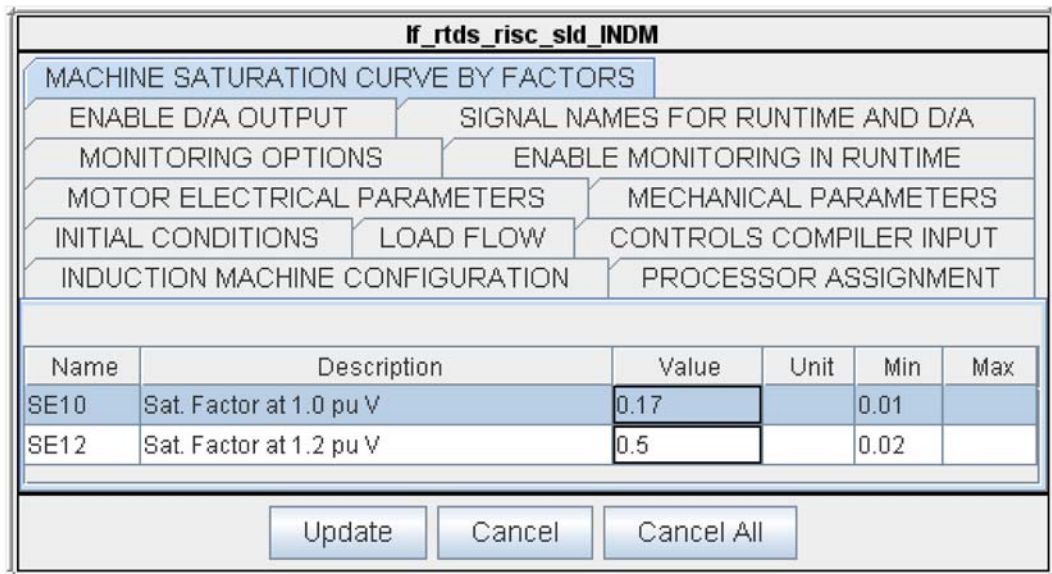 lf_rtds_risc_sld_INDM
MACHINE SATURATION CURVE BY FACTORS
ENABLE D/A OUTPUT SIGNAL NAMES FOR RUNTIME AND D/A
MONITORING OPTIONS ENABLE MONITORING IN RUNTIME
MOTOR ELECTRICAL PARAMETERS MECHANICAL PARAMETERS
INITIAL CONDITIONS LOAD FLOW CONTROLS COMPILER INPUT
INDUCTION MACHINE CONFIGURATION PROCESSOR ASSIGNMENT
Name Description Value Unit Min Max
SE10 Sat. Factor at 1.0 pu V 0.17 0.01
SE12 Sat. Factor at 1.2 pu V 0.5 0.02
Update Cancel Cancel All